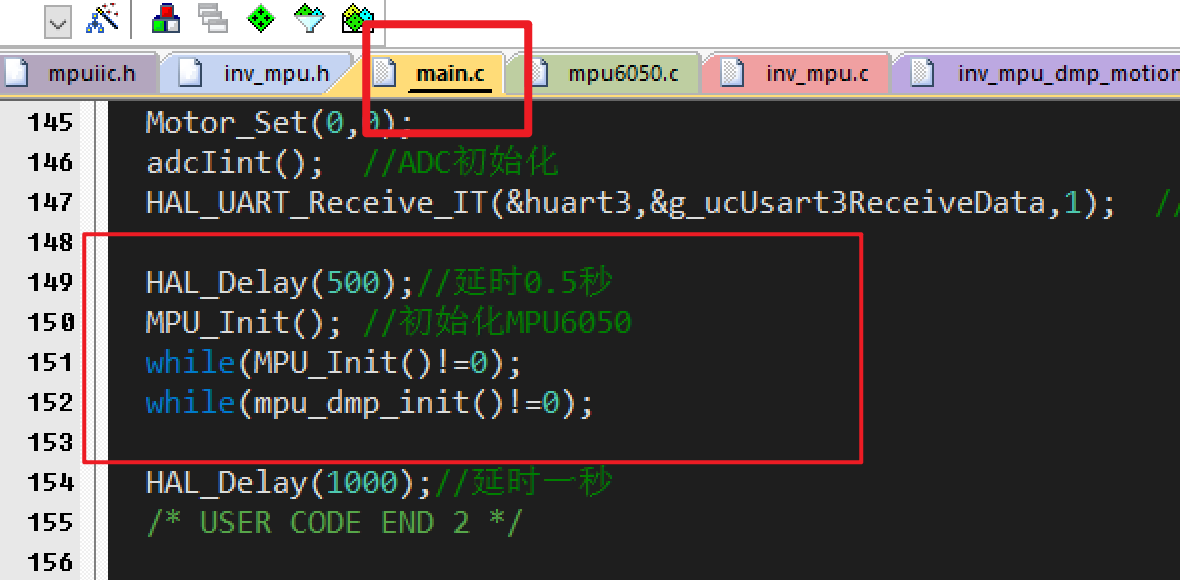 mpuiic.h inv_mpu.h main.c mpu6050.c inv_mpu.c inv_mpu_dmp_motion
145 Motor_Set(0,0);
146 adcIint(); //ADC初始化
147 HAL_UART_Receive_IT(&huart3,&g_ucUsart3ReceiveData,1); //
148
149 HAL_Delay(500);//延时0.5秒
150 MPU_Init(); //初始化MPU6050
151 while(MPU_Init()!=0);
152 while(mpu_dmp_init()!=0);
153
154 HAL_Delay(1000);//延时一秒
155 /* USER CODE END 2 */
156